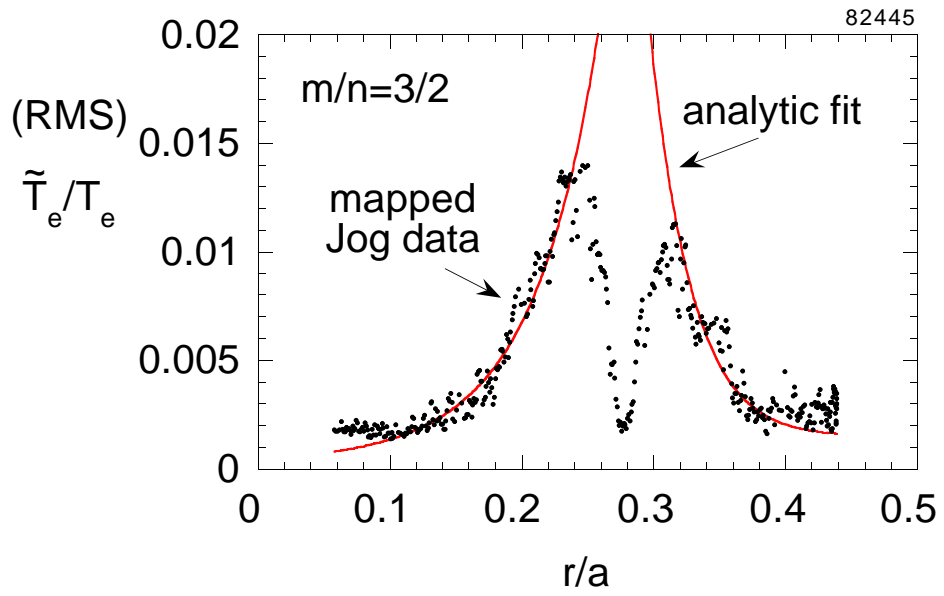 82445
0.02
(RMS)
T̃e/Te
m/n=3/2
analytic fit
mapped
Jog data
0.015
0.01
0.005
0
0
0.1
0.2
0.3
0.4
0.5
r/a